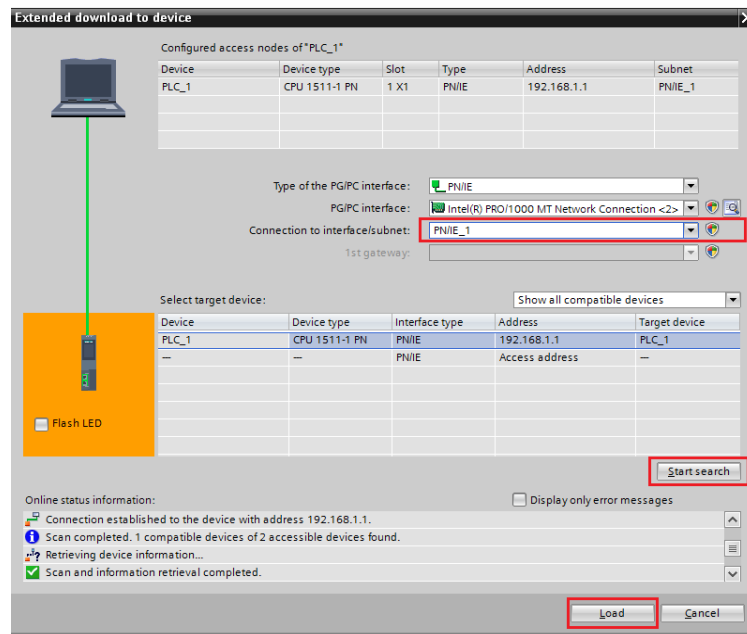 Extended download to device
Configured access nodes of "PLC_1"
Device Device type Slot Type Address Subnet
PLC_1 CPU 1511-1 PN 1 X1 PN/IE 192.168.1.1 PN/IE_1
Type of the PG/PC interface: PN/IE
PG/PC interface: Intel(R) PRO/1000 MT Network Connection <2>
Connection to interface/subnet: PN/IE_1
1st gateway:
Select target device: Show all compatible devices
Device Device type Interface type Address Target device
PLC_1 CPU 1511-1 PN PN/IE 192.168.1.1 PLC_1
— — PN/IE Access address —
Flash LED
Start search
Online status information: Display only error messages
Connection established to the device with address 192.168.1.1.
Scan completed. 1 compatible devices of 2 accessible devices found.
Retrieving device information...
Scan and information retrieval completed.
Load Cancel